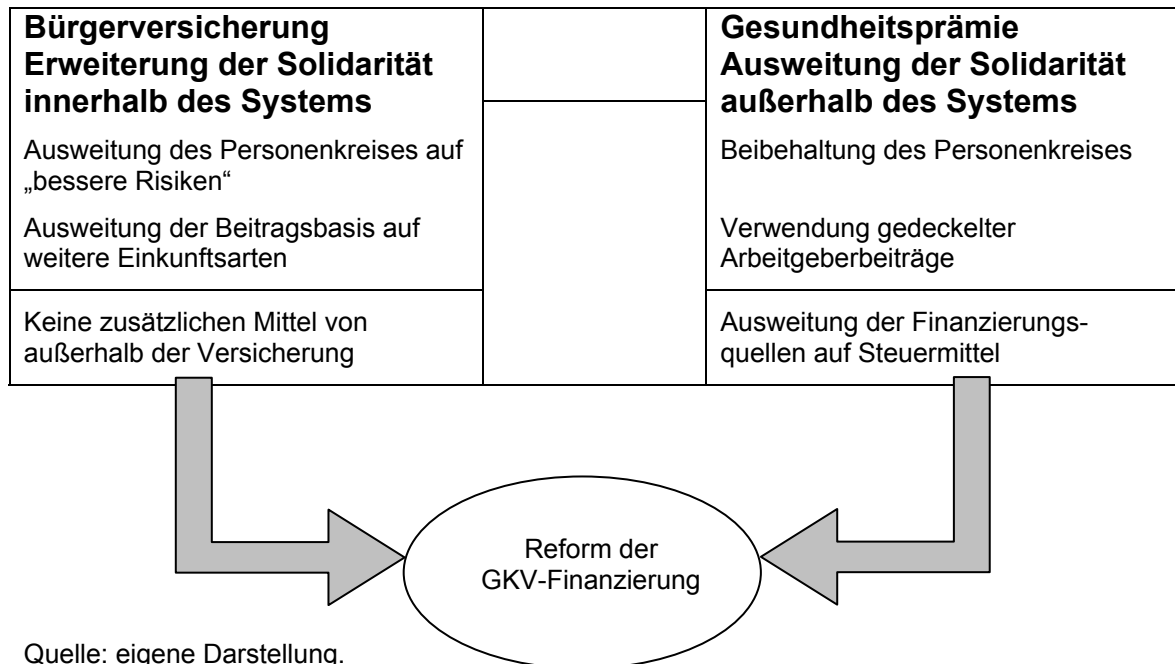 Bürgerversicherung
Erweiterung der Solidarität
innerhalb des Systems
Ausweitung des Personenkreises auf
„bessere Risiken“
Ausweitung der Beitragsbasis auf
weitere Einkunftsarten
Keine zusätzlichen Mittel von
außerhalb der Versicherung
Gesundheitsprämie
Ausweitung der Solidarität
außerhalb des Systems
Beibehaltung des Personenkreises
Verwendung gedeckelter
Arbeitgeberbeiträge
Ausweitung der Finanzierungs-
quellen auf Steuermittel
Reform der
GKV-Finanzierung
Quelle: eigene Darstellung.